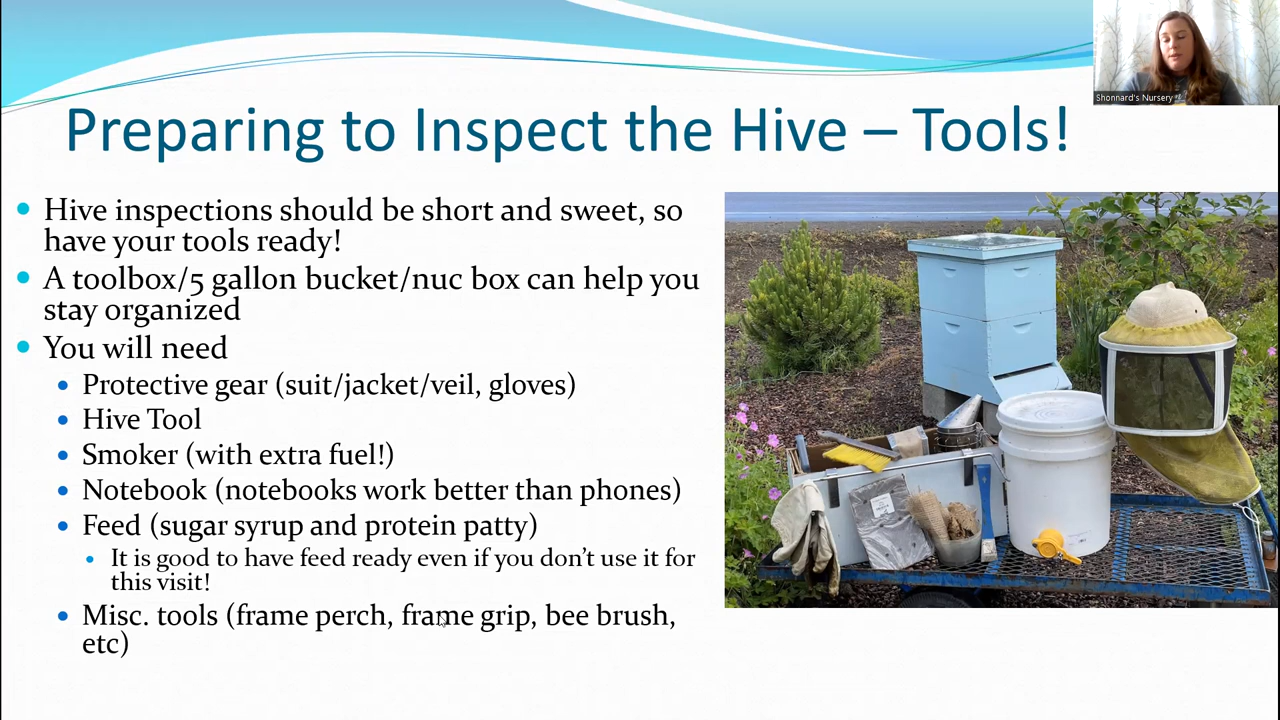 Shonnard's Nursery
Preparing to Inspect the Hive – Tools!
Hive inspections should be short and sweet, so
have your tools ready!
A toolbox/5 gallon bucket/nuc box can help you
stay organized
You will need
Protective gear (suit/jacket/veil, gloves)
Hive Tool
Smoker (with extra fuel!)
Notebook (notebooks work better than phones)
Feed (sugar syrup and protein patty)
It is good to have feed ready even if you don't use it for
this visit!
Misc. tools (frame perch, frame grip, bee brush,
etc)